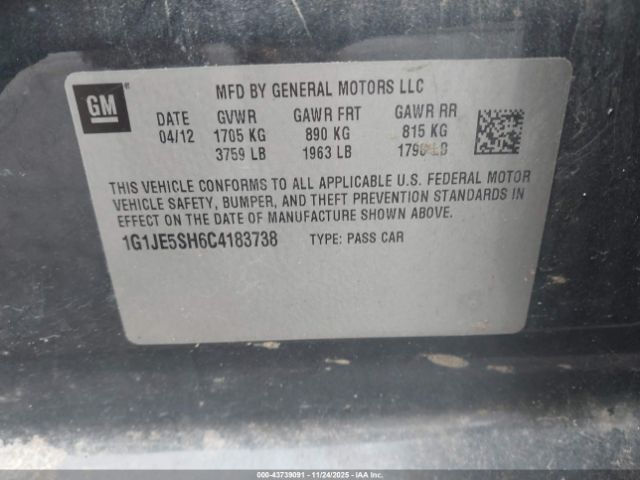 GM
MFD BY GENERAL MOTORS LLC
DATE GVWR GAWR FRT GAWR RR
04/12 1705 KG 890 KG 815 KG
3759 LB 1963 LB LB
THIS VEHICLE CONFORMS TO ALL APPLICABLE U.S. FEDERAL MOTOR
VEHICLE SAFETY, BUMPER, AND THEFT PREVENTION STANDARDS IN
EFFECT ON THE DATE OF MANUFACTURE SHOWN ABOVE.
1G1JE5SH6C4183738 TYPE: PASS CAR
000-43739091 - 11/24/2025 - IAA, Inc. Copyright